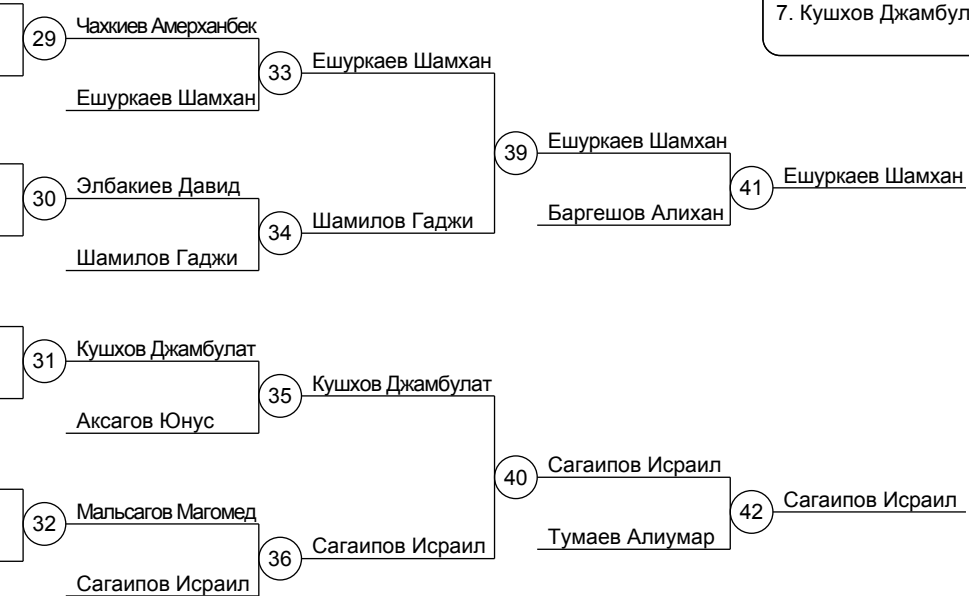 7. Кушхов Джамбул
29
Чахкиев Амерханбек
33
Ешуркаев Шамхан
Ешуркаев Шамхан
39
Ешуркаев Шамхан
41
Ешуркаев Шамхан
30
Элбакиев Давид
34
Шамилов Гаджи
Баргешов Алихан
Шамилов Гаджи
31
Кушхов Джамбулат
35
Кушхов Джамбулат
Аксагов Юнус
40
Сагаипов Исраил
42
Сагаипов Исраил
32
Мальсагов Магомед
36
Сагаипов Исраил
Тумаев Алиумар
Сагаипов Исраил